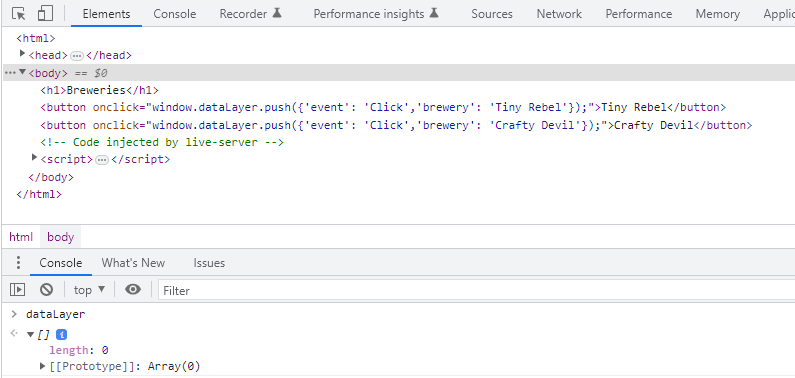 Elements Console Recorder Performance insights Sources Network Performance Memory Applic
<html>
<head> … </head>
… <body> == $0
<h1>Breweries</h1>
<button onclick="window.dataLayer.push({'event': 'Click','brewery': 'Tiny Rebel'});">Tiny Rebel</button>
<button onclick="window.dataLayer.push({'event': 'Click','brewery': 'Crafty Devil'});">Crafty Devil</button>
<!-- Code injected by live-server -->
<script> … </script>
</body>
</html>
html body
Console What's New Issues
top Filter
> dataLayer
[] i
length: 0
[[Prototype]]: Array(0)